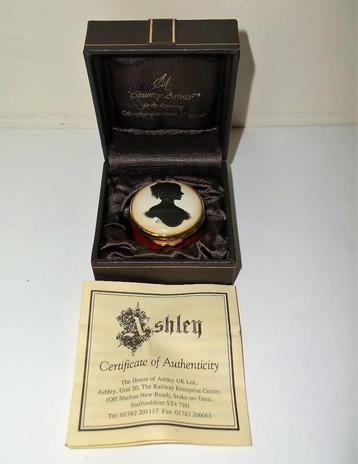 "Country Artists"
Ashley
Certificate of Authenticity
The House of Ashley UK Ltd.,
Ashley, Unit 20, The Railway Enterprise Centre,
(Off Shelton New Road), Stoke-on-Trent,
Staffordshire ST4 7SH
Tel: 01782 201117 Fax: 01782 206063